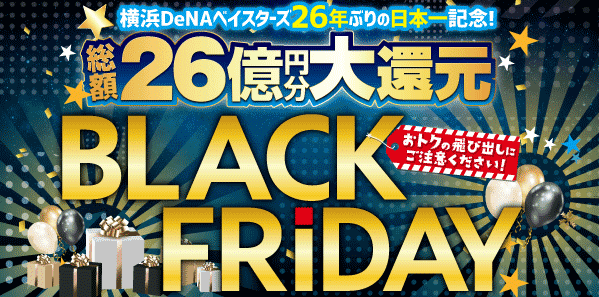 横浜DeNAベイスターズ26年ぶりの日本一記念!
総額26億円分大還元
BLACK
おトクの飛び出しに
ご注意ください!
FRiDAY